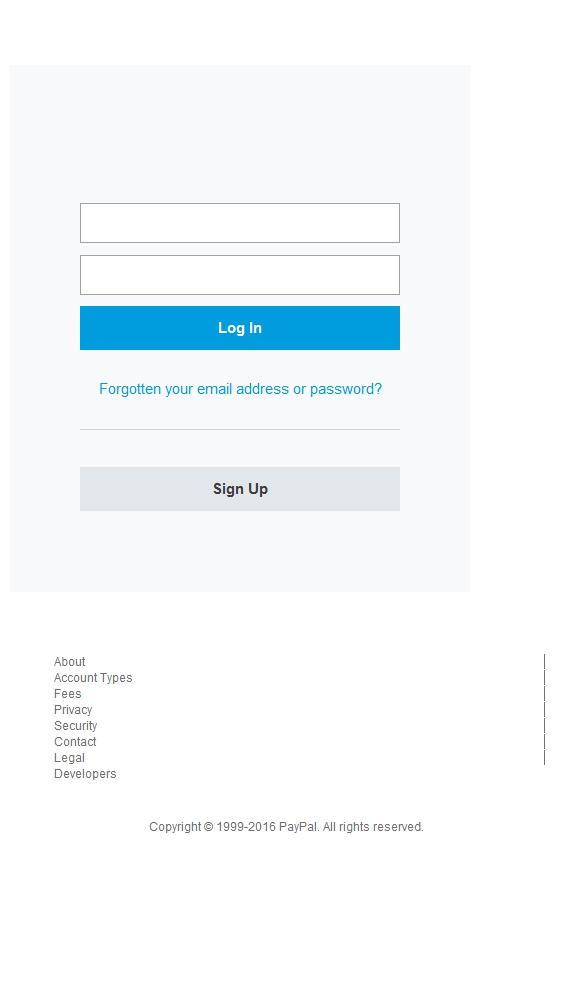 Log In
Forgotten your email address or password?
Sign Up
About
Account Types
Fees
Privacy
Security
Contact
Legal
Developers
Copyright © 1999-2016 PayPal. All rights reserved.